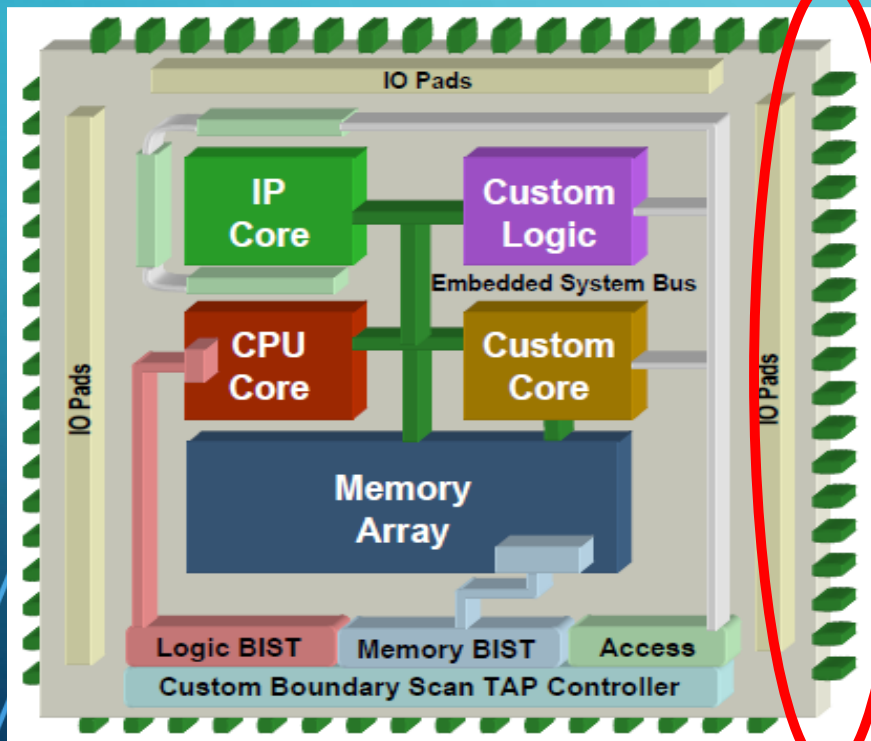 IO Pads
IP
Core
Custom
Logic
Embedded System Bus
CPU
Core
Custom
Core
IO Pads
IO Pads
Memory
Array
Logic BIST
Memory BIST
Access
Custom Boundary Scan TAP Controller